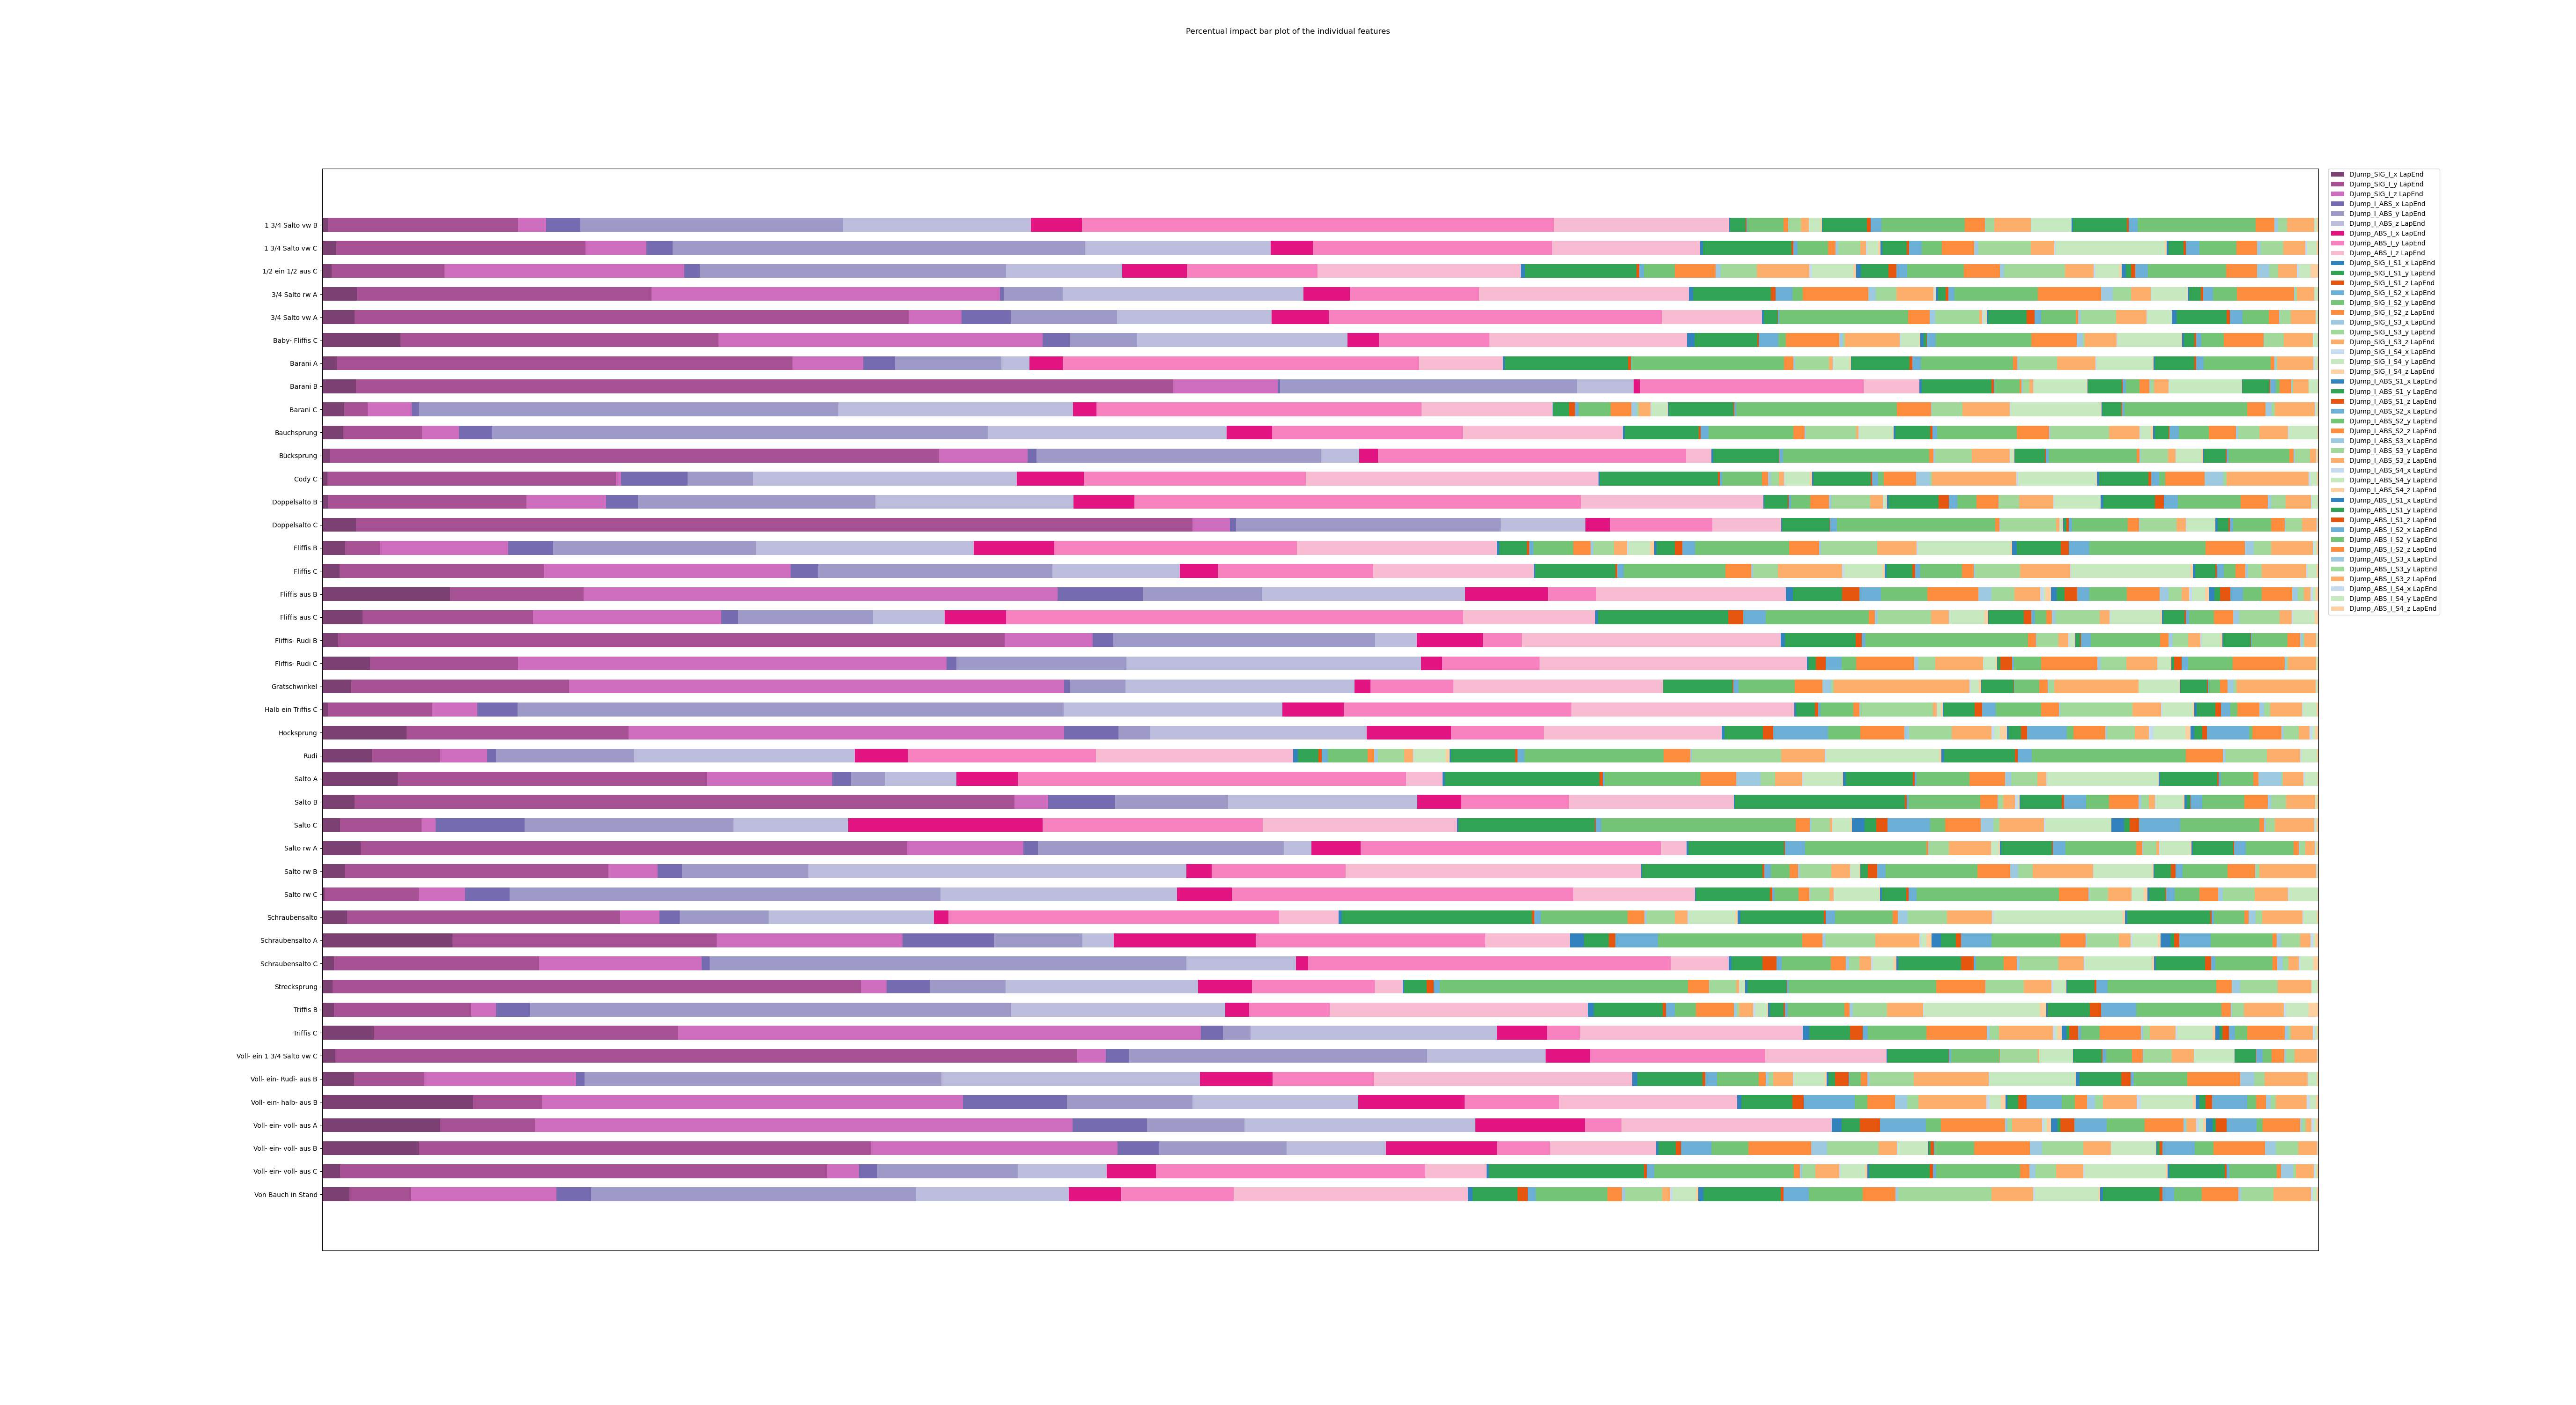 Percentual impact bar plot of the individual features
1 3/4 Salto vw B
1 3/4 Salto vw C
1/2 ein 1/2 aus C
3/4 Salto rw A
3/4 Salto vw A
Baby- Fliffis C
Barani A
Barani B
Barani C
Bauchsprung
Bücksprung
Cody C
Doppelsalto B
Doppelsalto C
Fliffis B
Fliffis C
Fliffis aus B
Fliffis aus C
Fliffis- Rudi B
Fliffis- Rudi C
Grätschwinkel
Halb ein Triffis C
Hocksprung
Rudi
Salto A
Salto B
Salto C
Salto rw A
Salto rw B
Salto rw C
Schraubensalto
Schraubensalto A
Schraubensalto C
Strecksprung
Triffis B
Triffis C
Voll- ein 1 3/4 Salto vw C
Voll- ein- Rudi- aus B
Voll- ein- halb- aus B
Voll- ein- voll- aus A
Voll- ein- voll- aus B
Voll- ein- voll- aus C
Von Bauch in Stand
DJump_SIG_I_x LapEnd
DJump_SIG_I_y LapEnd
DJump_SIG_I_z LapEnd
DJump_I_ABS_x LapEnd
DJump_I_ABS_y LapEnd
DJump_I_ABS_z LapEnd
DJump_ABS_I_x LapEnd
DJump_ABS_I_y LapEnd
DJump_ABS_I_z LapEnd
DJump_SIG_I_S1_x LapEnd
DJump_SIG_I_S1_y LapEnd
DJump_SIG_I_S1_z LapEnd
DJump_SIG_I_S2_x LapEnd
DJump_SIG_I_S2_y LapEnd
DJump_SIG_I_S2_z LapEnd
DJump_SIG_I_S3_x LapEnd
DJump_SIG_I_S3_y LapEnd
DJump_SIG_I_S3_z LapEnd
DJump_SIG_I_S4_x LapEnd
DJump_SIG_I_S4_y LapEnd
DJump_SIG_I_S4_z LapEnd
DJump_I_ABS_S1_x LapEnd
DJump_I_ABS_S1_y LapEnd
DJump_I_ABS_S1_z LapEnd
DJump_I_ABS_S2_x LapEnd
DJump_I_ABS_S2_y LapEnd
DJump_I_ABS_S2_z LapEnd
DJump_I_ABS_S3_x LapEnd
DJump_I_ABS_S3_y LapEnd
DJump_I_ABS_S3_z LapEnd
DJump_I_ABS_S4_x LapEnd
DJump_I_ABS_S4_y LapEnd
DJump_I_ABS_S4_z LapEnd
DJump_ABS_I_S1_x LapEnd
DJump_ABS_I_S1_y LapEnd
DJump_ABS_I_S1_z LapEnd
DJump_ABS_I_S2_x LapEnd
DJump_ABS_I_S2_y LapEnd
DJump_ABS_I_S2_z LapEnd
DJump_ABS_I_S3_x LapEnd
DJump_ABS_I_S3_y LapEnd
DJump_ABS_I_S3_z LapEnd
DJump_ABS_I_S4_x LapEnd
DJump_ABS_I_S4_y LapEnd
DJump_ABS_I_S4_z LapEnd